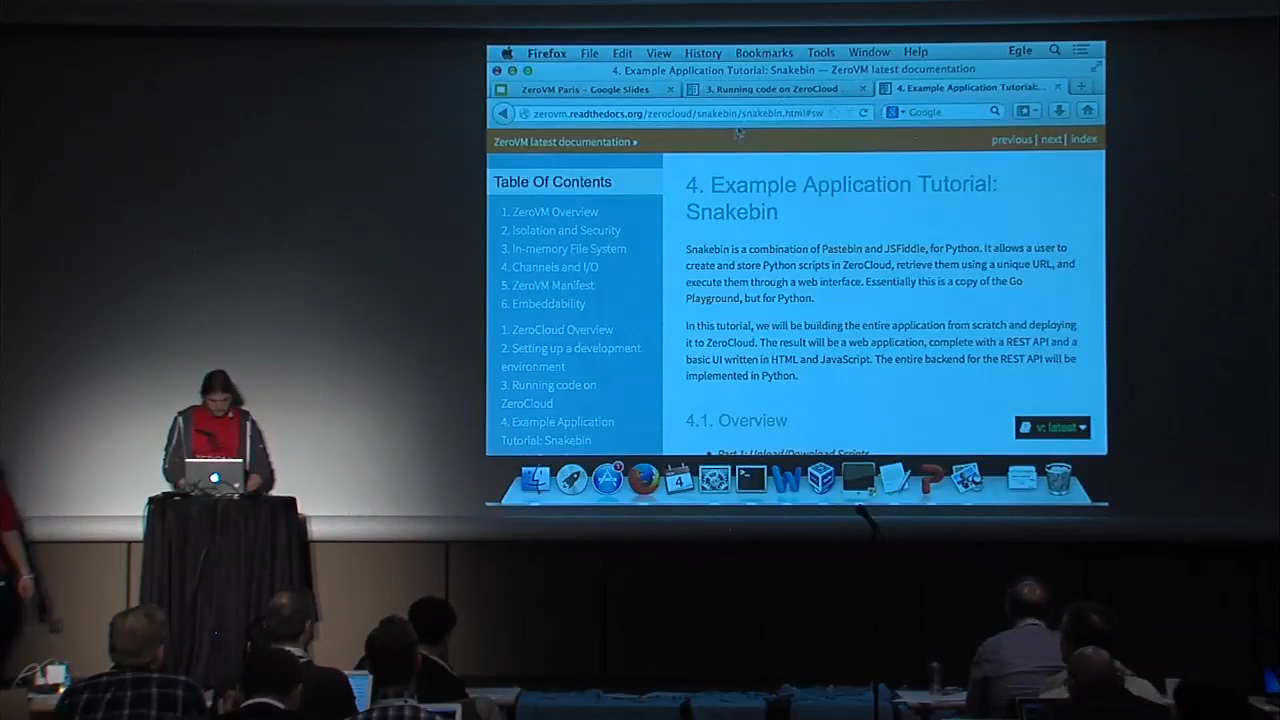 Firefox File Edit View History Bookmarks Tools Window Help Egle
4. Example Application Tutorial: Snakebin — ZeroVM latest documentation
ZeroVM Paris – Google Slides × 3. Running code on ZeroCloud × 4. Example Application Tutorial:... × +
zerovm.readthedocs.org/zerocloud/snakebin/snakebin.html#sw Google
ZeroVM latest documentation » previous | next | index
Table Of Contents
1. ZeroVM Overview
2. Isolation and Security
3. In-memory File System
4. Channels and I/O
5. ZeroVM Manifest
6. Embeddability
1. ZeroCloud Overview
2. Setting up a development
environment
3. Running code on
ZeroCloud
4. Example Application
Tutorial: Snakebin
4. Example Application Tutorial:
Snakebin
Snakebin is a combination of Pastebin and JSFiddle, for Python. It allows a user to
create and store Python scripts in ZeroCloud, retrieve them using a unique URL, and
execute them through a web interface. Essentially this is a copy of the Go
Playground, but for Python.
In this tutorial, we will be building the entire application from scratch and deploying
it to ZeroCloud. The result will be a web application, complete with a REST API and a
basic UI written in HTML and JavaScript. The entire backend for the REST API will be
implemented in Python.
4.1. Overview
v: latest
Part 1: Upload/Download Scripts
4